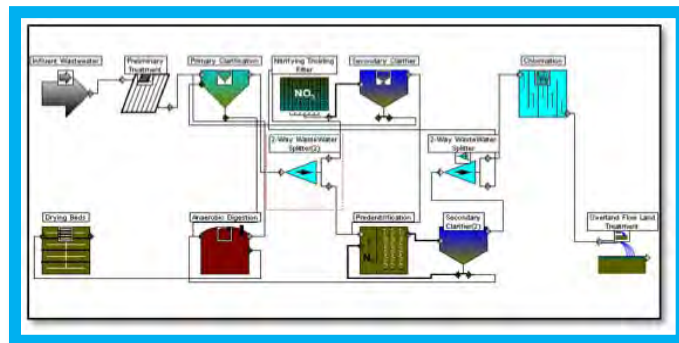 Influent Wastewater
Preliminary
Treatment
Primary Clarification
Nitrifying Trickling
Filter
Secondary Clarifier
Chlorination
NO3
2-Way WasteWater
Splitter(2)
2-Way WasteWater
Splitter
Drying Beds
Anaerobic Digestion
Predenitrification
Secondary
Clarifier(2)
Overland Flow Land
Treatment